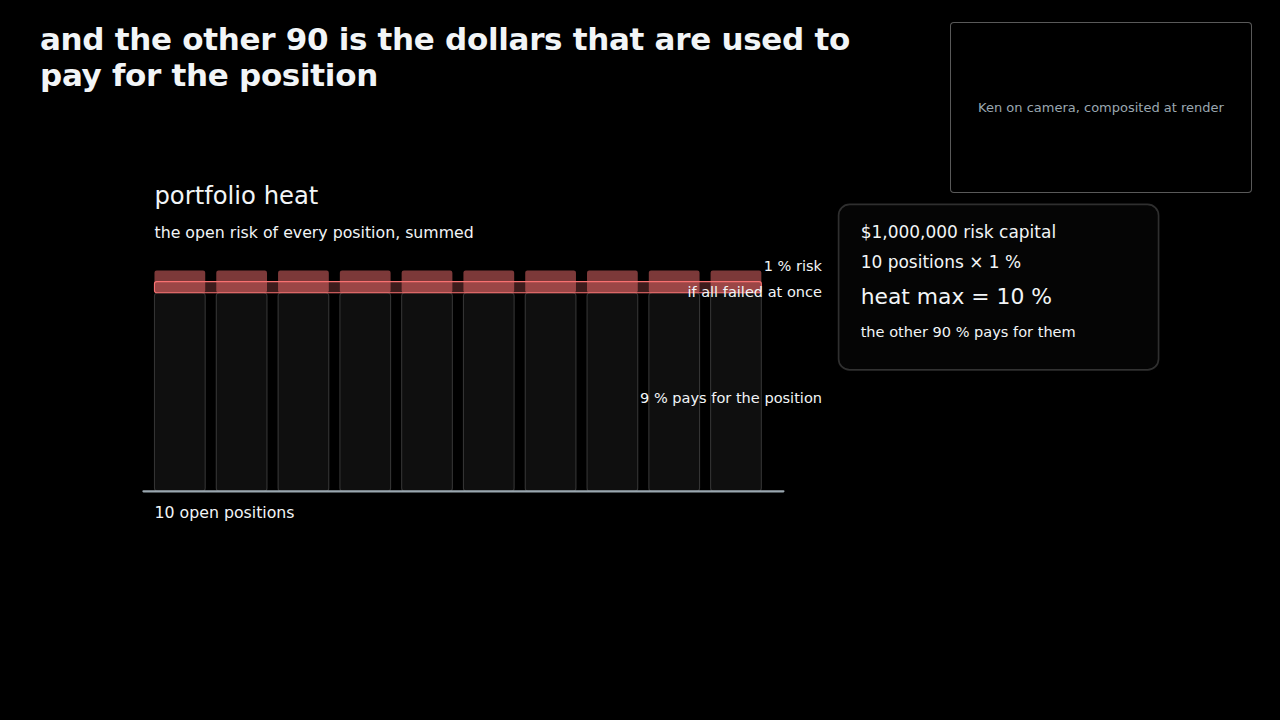 and the other 90 is the dollars that are used to
pay for the position
Ken on camera, composited at render
portfolio heat
the open risk of every position, summed
1 % risk
if all failed at once
9 % pays for the position
10 open positions
$1,000,000 risk capital
10 positions × 1 %
heat max = 10 %
the other 90 % pays for them